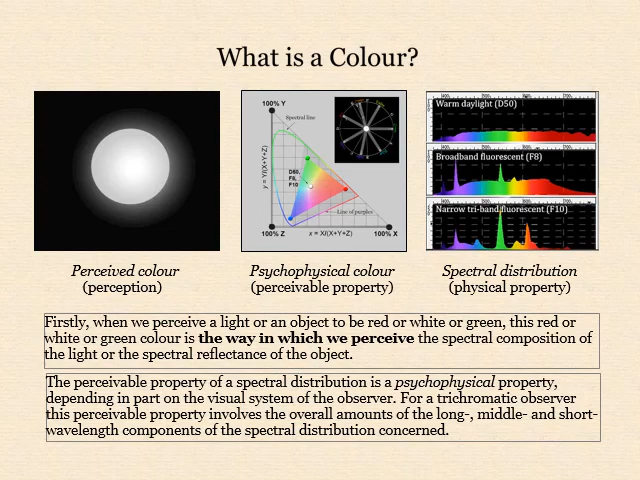 What is a Colour?
100% Y
Spectral line
y = Y/(X+Y+Z)
D50,
F8,
F10
Line of purples
100% Z
x = X/(X+Y+Z)
100% X
Warm daylight (D50)
Broadband fluorescent (F8)
Narrow tri-band fluorescent (F10)
Perceived colour
(perception)
Psychophysical colour
(perceivable property)
Spectral distribution
(physical property)
Firstly, when we perceive a light or an object to be red or white or green, this red or
white or green colour is the way in which we perceive the spectral composition of
the light or the spectral reflectance of the object.
The perceivable property of a spectral distribution is a psychophysical property,
depending in part on the visual system of the observer. For a trichromatic observer
this perceivable property involves the overall amounts of the long-, middle- and short-
wavelength components of the spectral distribution concerned.